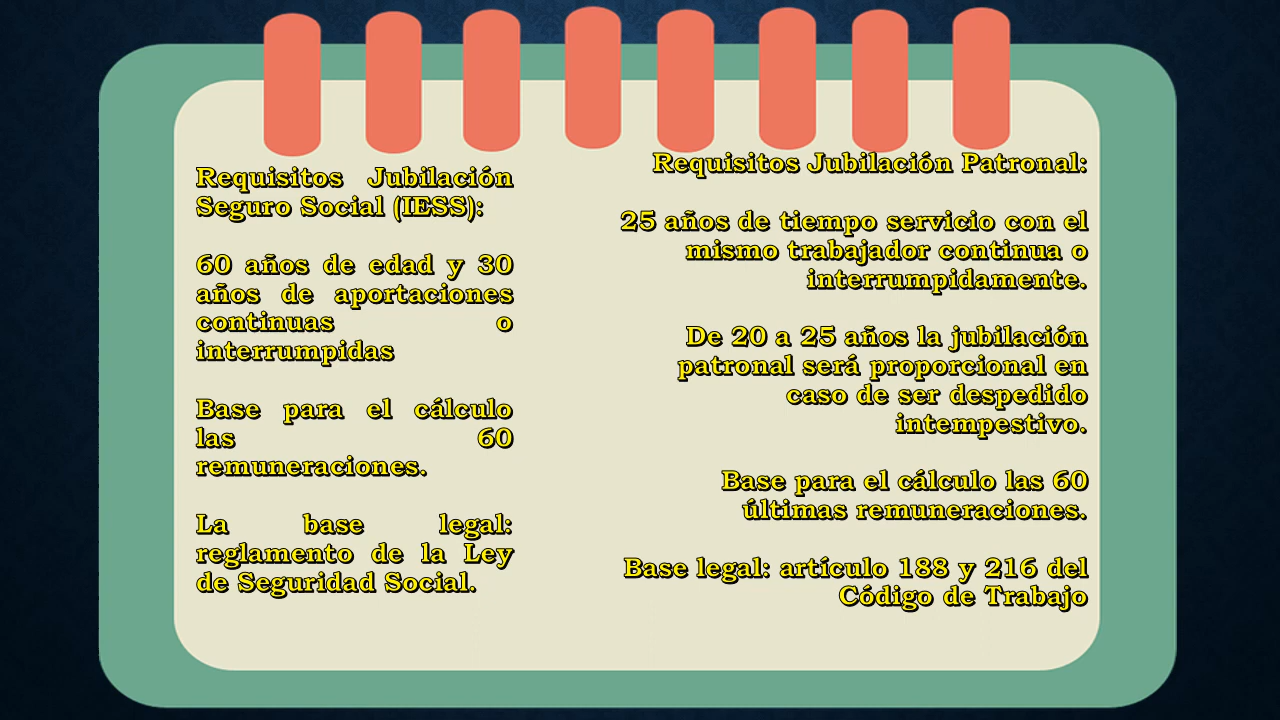 Requisitos Jubilación
Seguro Social (IESS):
60 años de edad y 30
años de aportaciones
continuas o
interrumpidas
Base para el cálculo
las 60
remuneraciones.
La base legal:
reglamento de la Ley
de Seguridad Social.
Requisitos Jubilación Patronal:
25 años de tiempo servicio con el
mismo trabajador continua o
interrumpidamente.
De 20 a 25 años la jubilación
patronal será proporcional en
caso de ser despedido
intempestivo.
Base para el cálculo las 60
últimas remuneraciones.
Base legal: artículo 188 y 216 del
Código de Trabajo